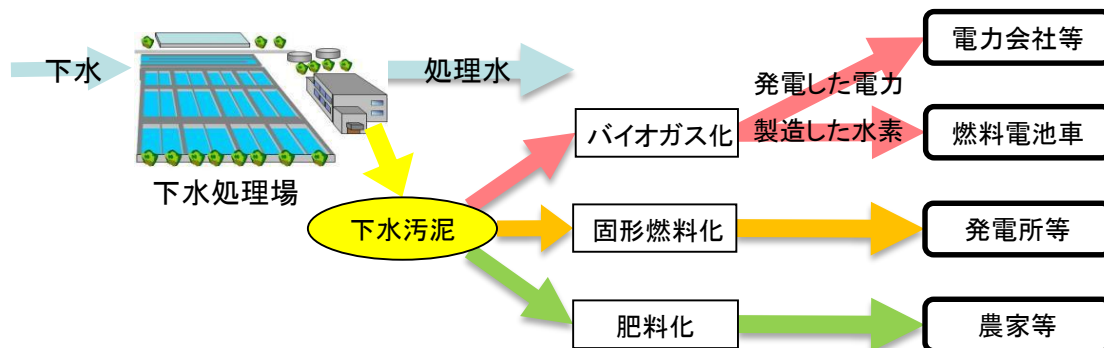 下水
処理水
下水処理場
下水汚泥
バイオガス化
発電した電力
製造した水素
電力会社等
燃料電池車
固形燃料化
発電所等
肥料化
農家等